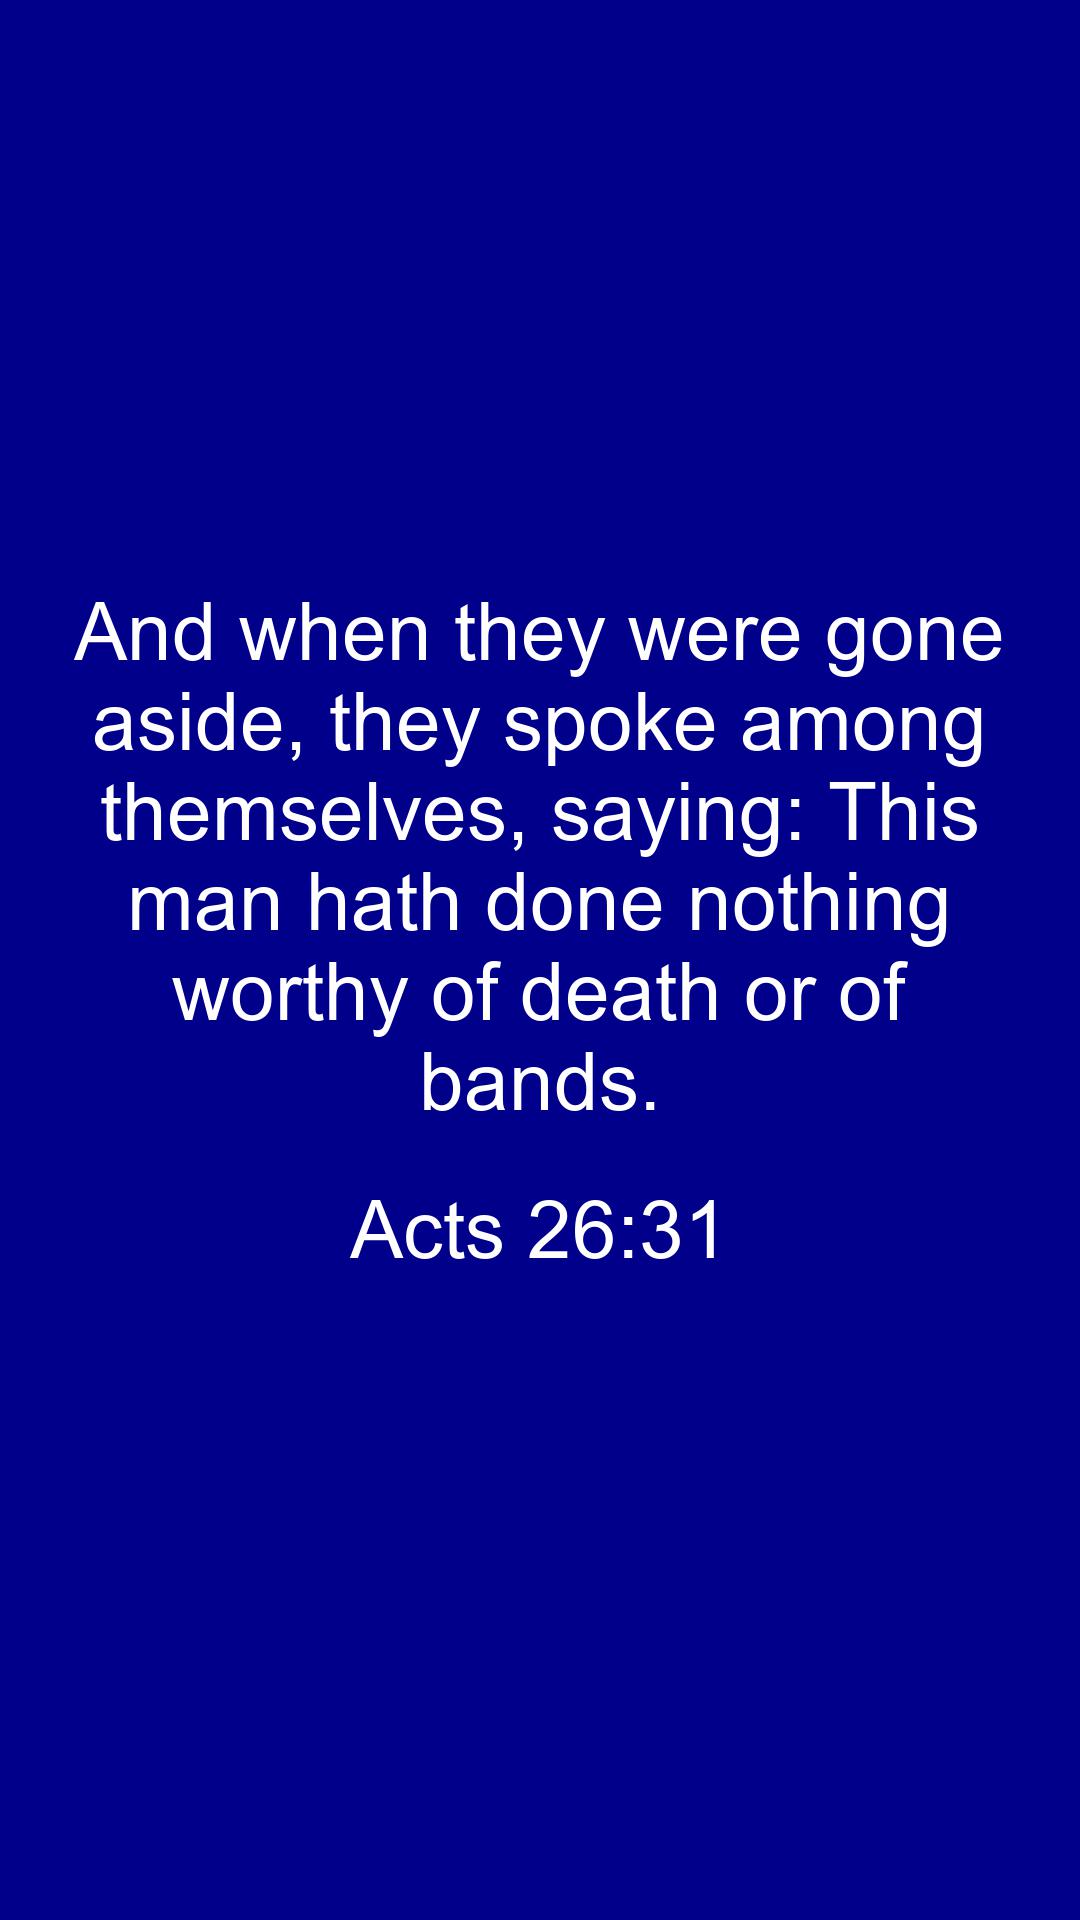 And when they were gone
aside, they spoke among
themselves, saying: This
man hath done nothing
worthy of death or of
bands.
Acts 26:31